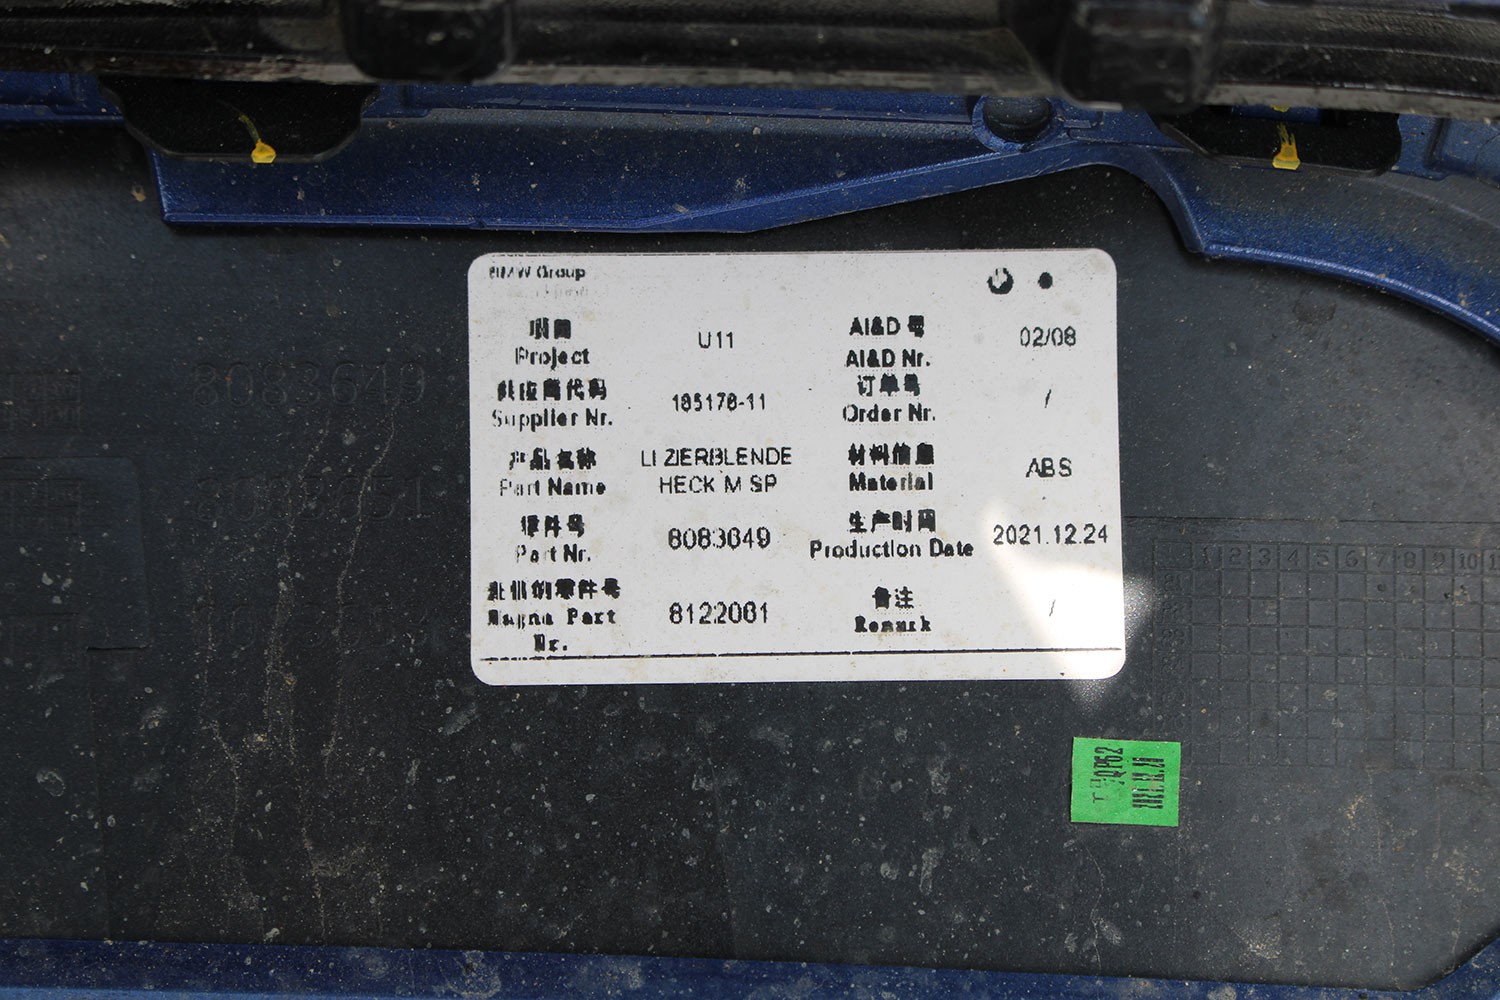 BMW Group
项目
Project
U11
AI&D 号
AI&D Nr.
02/08
供应商代码
Supplier Nr.
185178-11
订单号
Order Nr.
/
产品名称
Part Name
LI ZIERBLENDE
HECK M SP
材料信息
Material
ABS
零件号
Part Nr.
8083649
生产时间
Production Date
2021.12.24
零件号
Magna Part
Nr.
8122061
备注
Remark
/
8083649
1 2 3 4 5 6 7 8 9 10